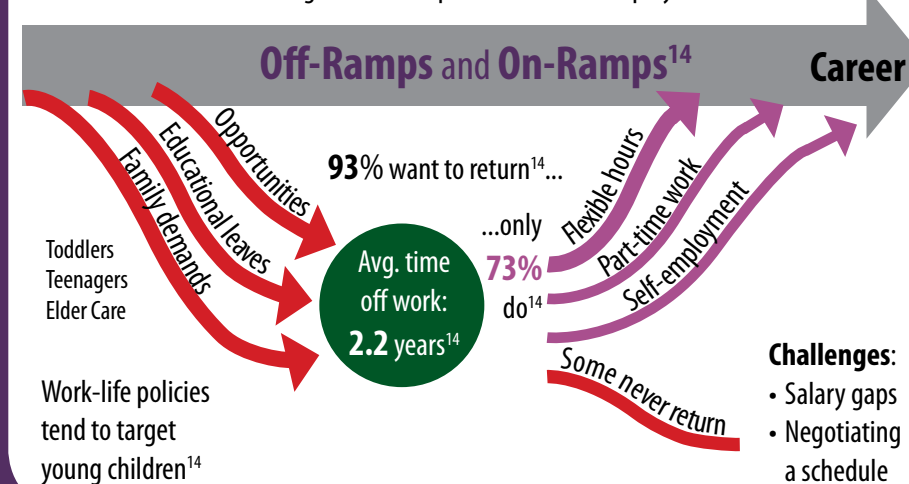 Off-Ramps and On-Ramps14
Career
Opportunities
Educational leaves
Family demands
93% want to return14...
...only
73%
do14
Flexible hours
Part-time work
Self-employment
Toddlers
Teenagers
Elder Care
Avg. time
off work:
2.2 years14
Some never return
Work-life policies
tend to target
young children14
Challenges:
• Salary gaps
• Negotiating
a schedule